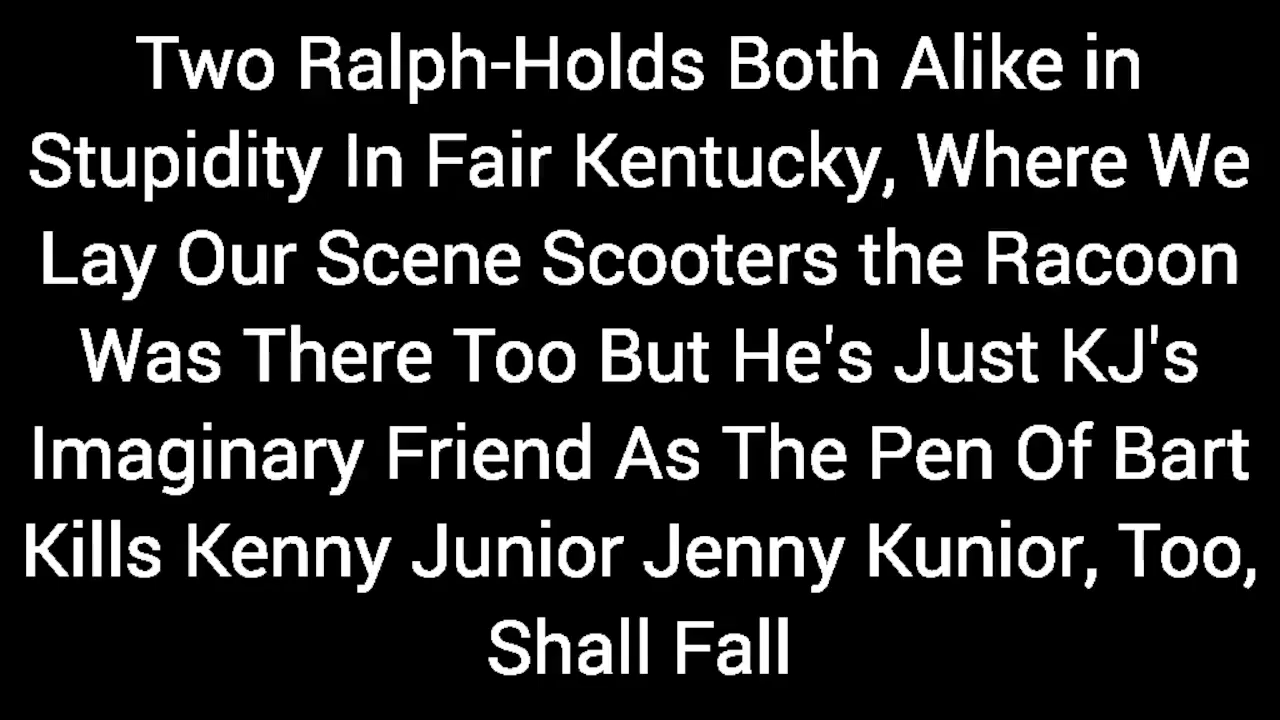 Two Ralph-Holds Both Alike in
Stupidity In Fair Kentucky, Where We
Lay Our Scene Scooters the Racoon
Was There Too But He's Just KJ's
Imaginary Friend As The Pen Of Bart
Kills Kenny Junior Jenny Kunior, Too,
Shall Fall